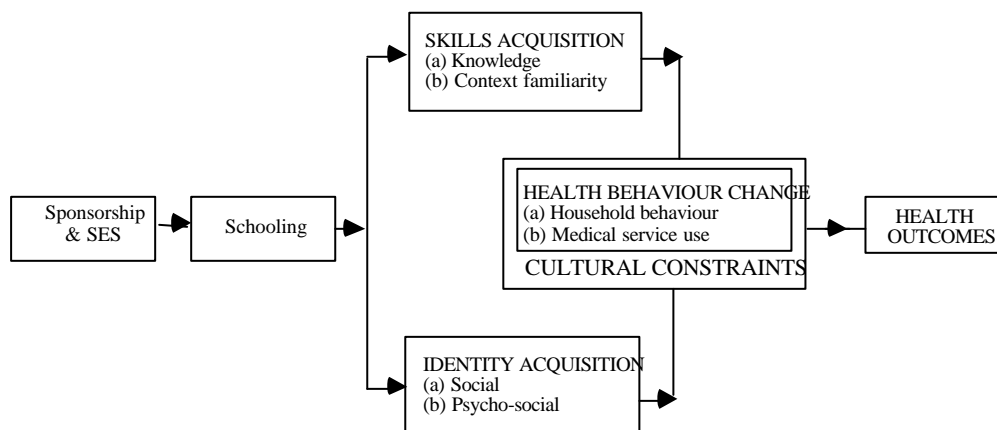 Sponsorship
& SES
Schooling
SKILLS ACQUISITION
(a) Knowledge
(b) Context familiarity
IDENTITY ACQUISITION
(a) Social
(b) Psycho-social
HEALTH BEHAVIOUR CHANGE
(a) Household behaviour
(b) Medical service use
CULTURAL CONSTRAINTS
HEALTH
OUTCOMES